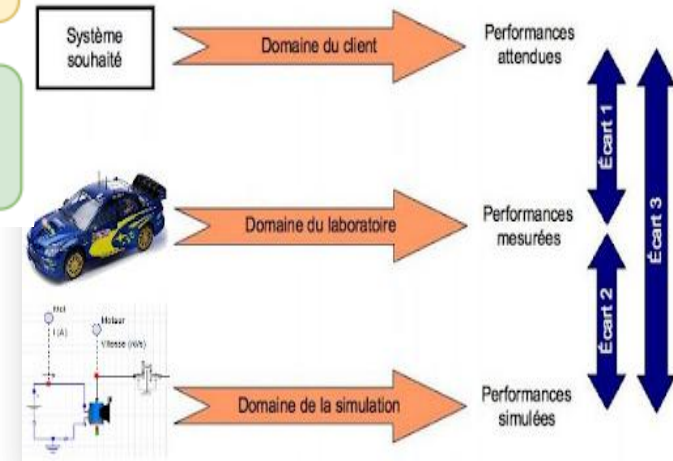 Système
souhaité
Domaine du client
Performances
attendues
Écart 1
Écart 3
Domaine du laboratoire
Performances
mesurées
Écart 2
I (A)
Moteur
Domaine de la simulation
Performances
simulées